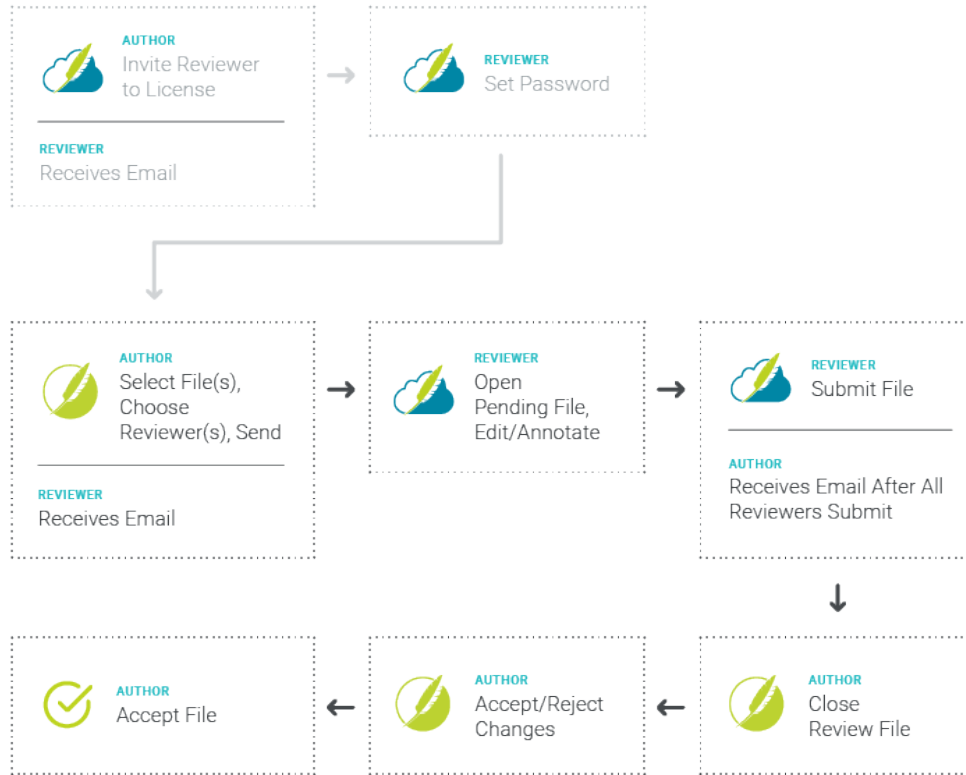 AUTHOR
Invite Reviewer
to License
REVIEWER
Receives Email
REVIEWER
Set Password
AUTHOR
Select File(s),
Choose
Reviewer(s), Send
REVIEWER
Receives Email
REVIEWER
Open
Pending File,
Edit/Annotate
REVIEWER
Submit File
AUTHOR
Receives Email After All
Reviewers Submit
AUTHOR
Close
Review File
AUTHOR
Accept/Reject
Changes
AUTHOR
Accept File